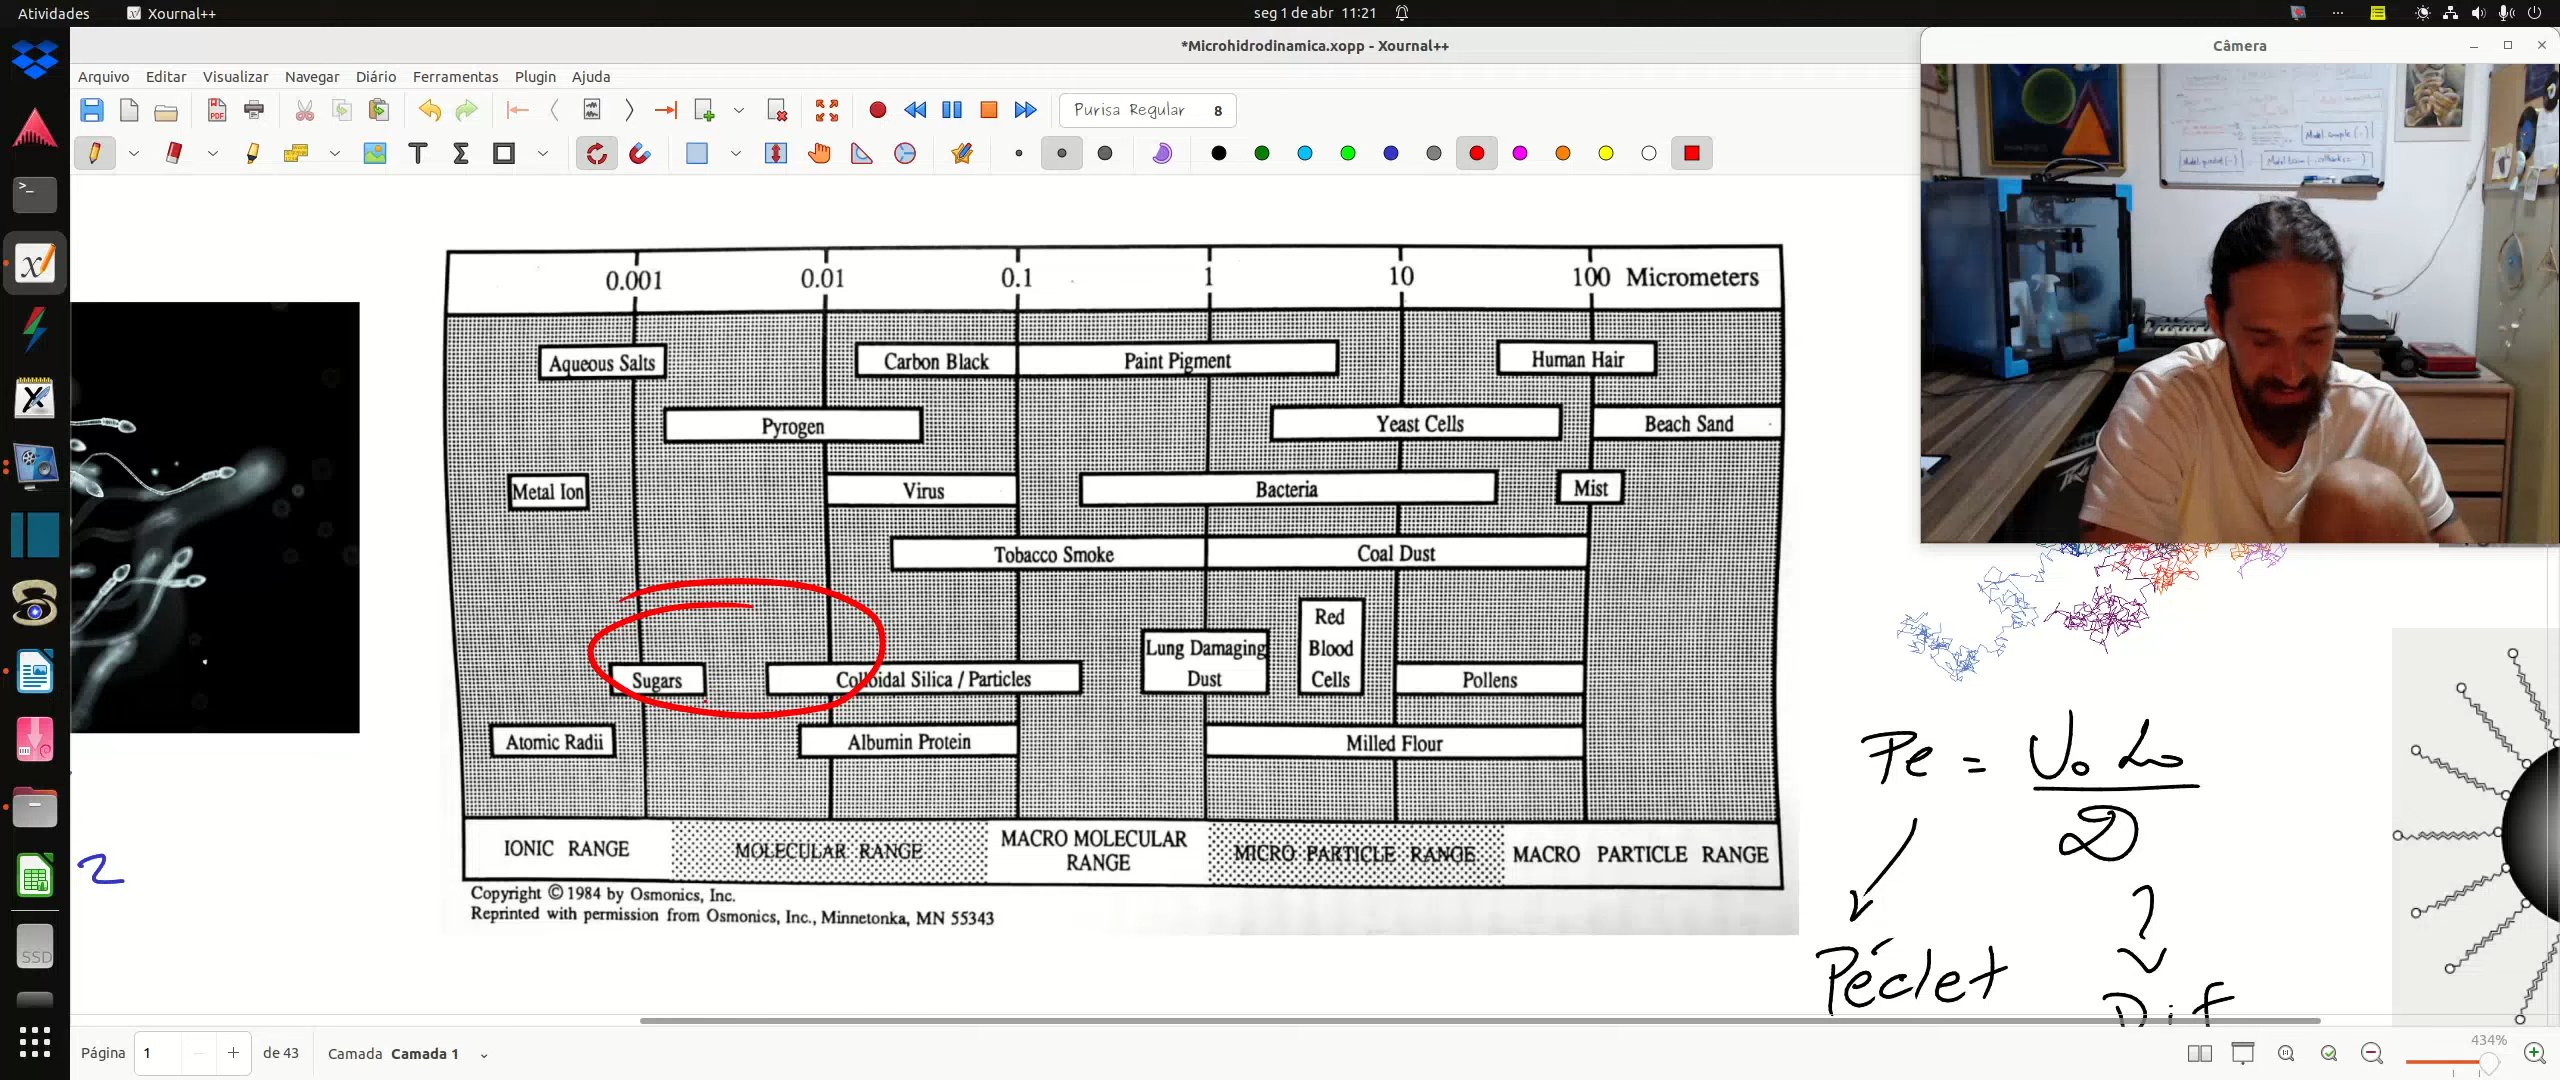 Atividades
Xournal++
seg 1 de abr 11:21
*Microhidrodinamica.xopp - Xournal++
Câmera
Arquivo Editar Visualizar Navegar Diário Ferramentas Plugin Ajuda
PDF
Purisa Regular 8
T Σ
0.001 0.01 0.1 1 10 100 Micrometers
Aqueous Salts
Carbon Black
Paint Pigment
Human Hair
Pyrogen
Yeast Cells
Beach Sand
Metal Ion
Virus
Bacteria
Mist
Tobacco Smoke
Coal Dust
Sugars
Colloidal Silica / Particles
Lung Damaging
Dust
Red
Blood
Cells
Pollens
Atomic Radii
Albumin Protein
Milled Flour
IONIC RANGE
MOLECULAR RANGE
MACRO MOLECULAR
RANGE
MICRO PARTICLE RANGE
MACRO PARTICLE RANGE
Copyright © 1984 by Osmonics, Inc.
Reprinted with permission from Osmonics, Inc., Minnetonka, MN 55343
Pe = U₀ L₀
D
Péclet
Dif
2
SSD
Página 1 de 43
Camada Camada 1
434%